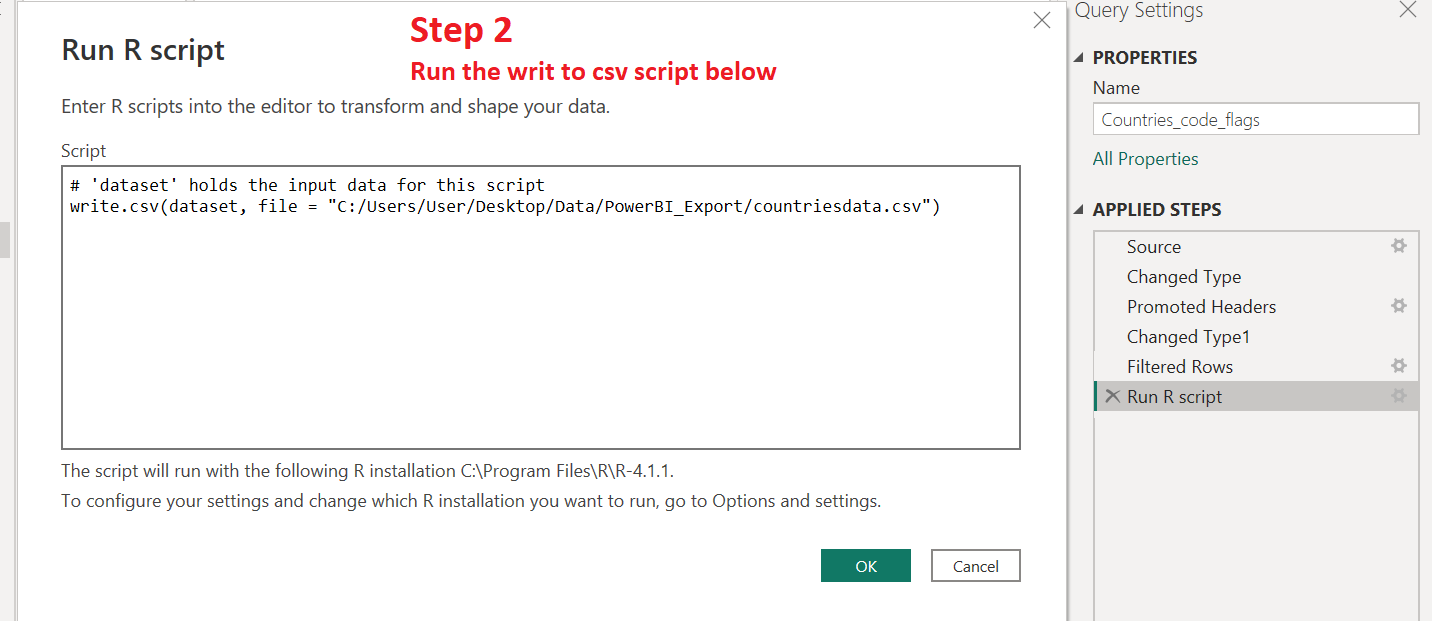 Step 2
Run the writ to csv script below
Run R script
Enter R scripts into the editor to transform and shape your data.
Script
# 'dataset' holds the input data for this script
write.csv(dataset, file = "C:/Users/User/Desktop/Data/PowerBI_Export/countriesdata.csv")
The script will run with the following R installation C:\Program Files\R\R-4.1.1.
To configure your settings and change which R installation you want to run, go to Options and settings.
OK
Cancel
Query Settings
PROPERTIES
Name
Countries_code_flags
All Properties
APPLIED STEPS
Source
Changed Type
Promoted Headers
Changed Type1
Filtered Rows
Run R script